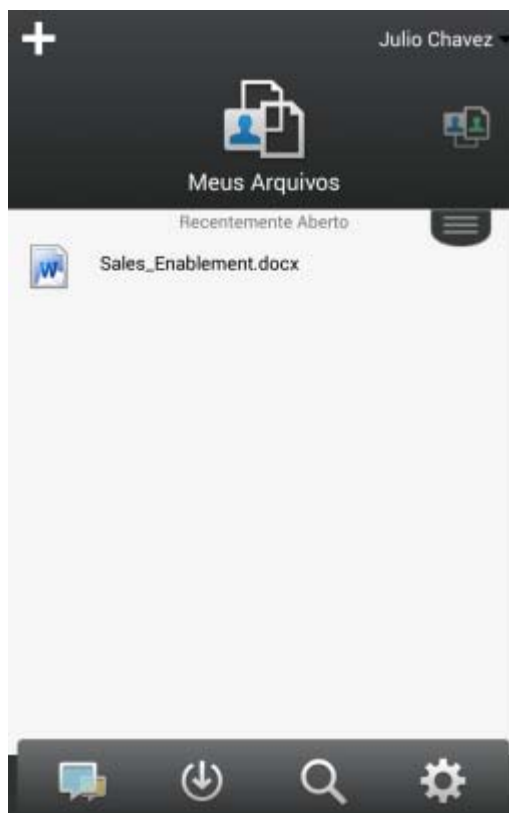 Julio Chavez
Meus Arquivos
Recentemente Aberto
W
Sales_Enablement.docx